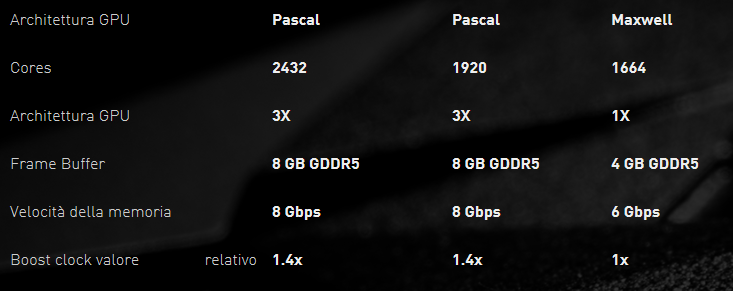 Architettura GPU Pascal Pascal Maxwell
Cores 2432 1920 1664
Architettura GPU 3X 3X 1X
Frame Buffer 8 GB GDDR5 8 GB GDDR5 4 GB GDDR5
Velocità della memoria 8 Gbps 8 Gbps 6 Gbps
Boost clock valore relativo 1.4x 1.4x 1x